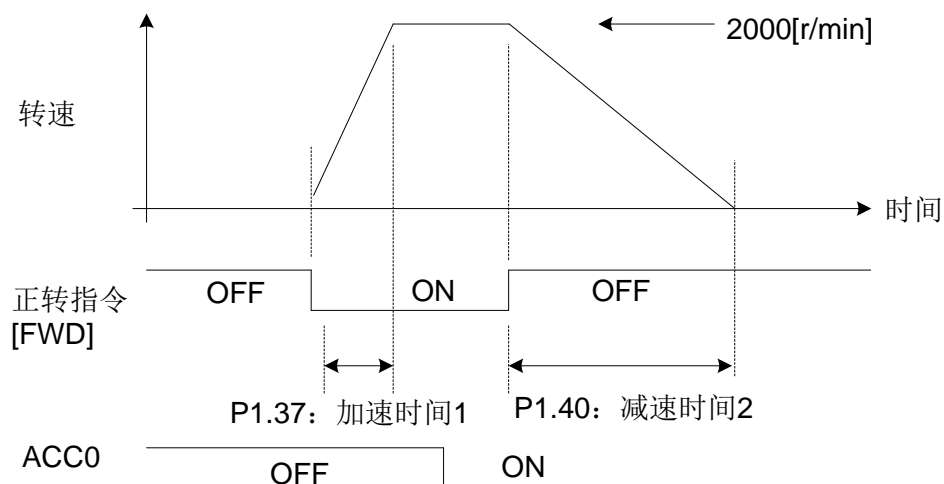 2000[r/min]
转速
时间
正转指令
[FWD]
OFF
ON
OFF
P1.37：加速时间1
P1.40：减速时间2
ACC0
OFF
ON